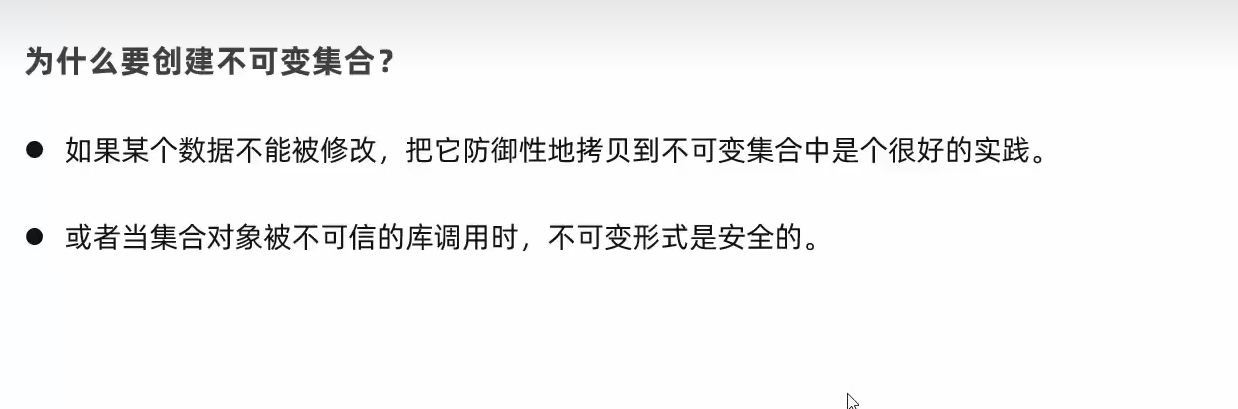 为什么要创建不可变集合?
● 如果某个数据不能被修改，把它防御性地拷贝到不可变集合中是个很好的实践。
● 或者当集合对象被不可信的库调用时，不可变形式是安全的。